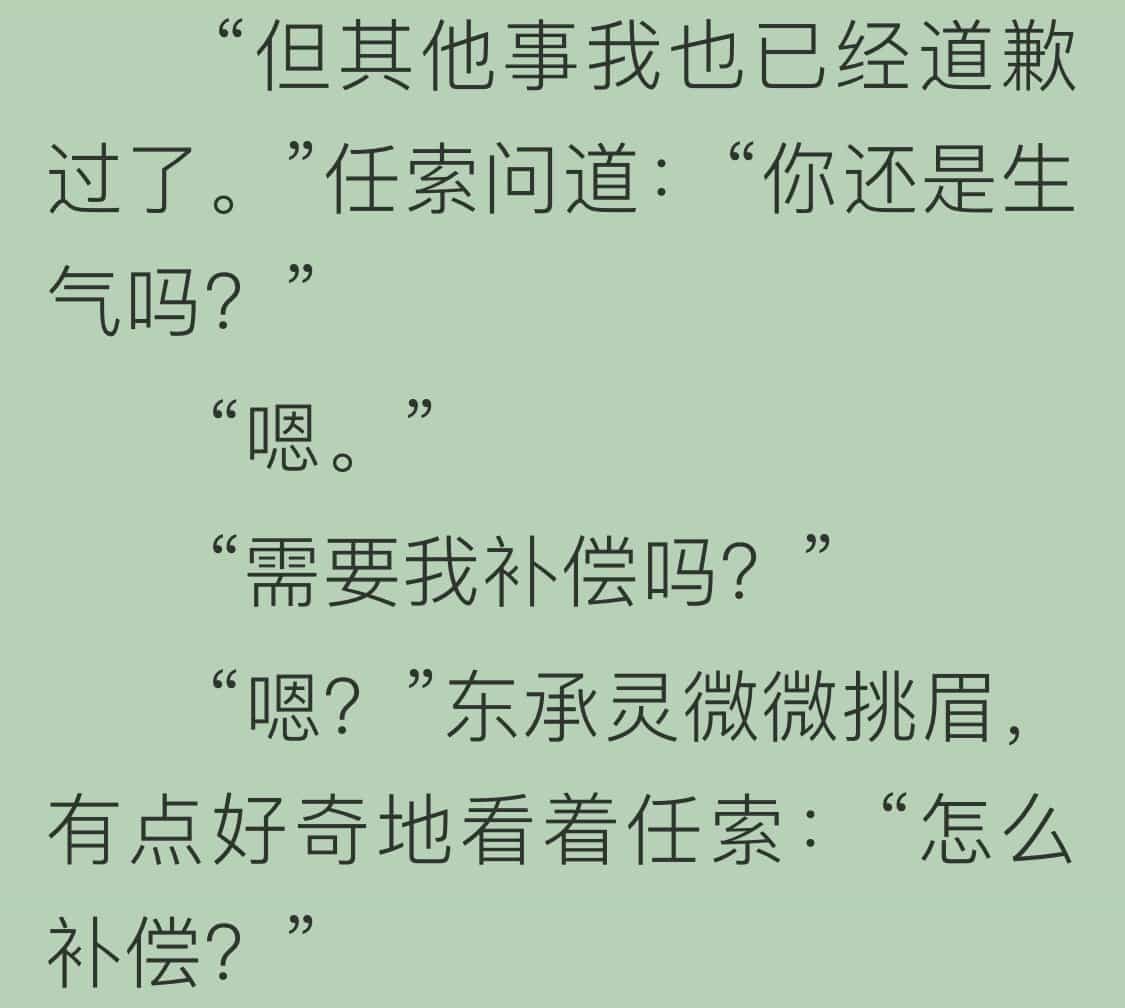 “但其他事我也已经道歉
过了。”任索问道：“你还是生
气吗？”
“嗯。”
“需要我补偿吗？”
“嗯？”东承灵微微挑眉，
有点好奇地看着任索：“怎么
补偿？”